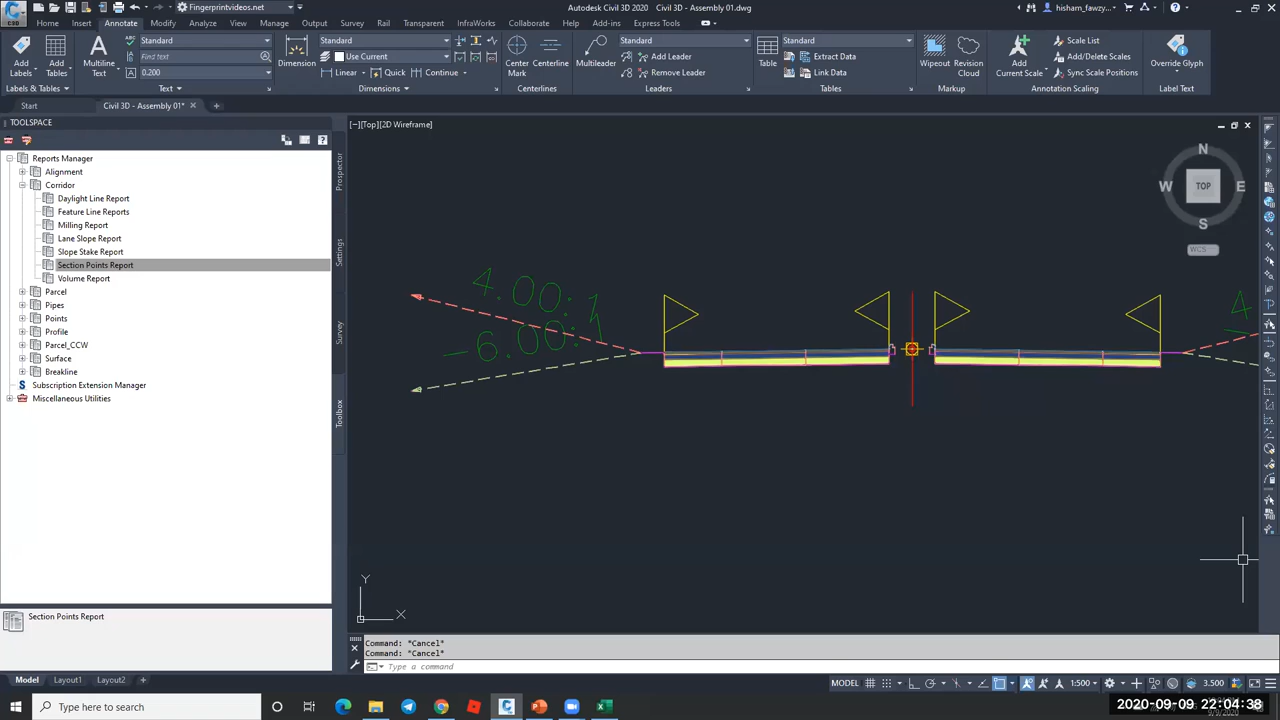 C3D
Fingerprintvideos.net
Autodesk Civil 3D 2020 Assembly 01.dwg
hisham_fawzy...
Home Insert Annotate Modify Analyze View Manage Output Survey Rail Transparent InfraWorks Collaborate Help Add-ins Express Tools
Add Labels
Add Tables
Labels & Tables
Multiline Text
Standard
Find text
0.200
Text
Dimension
Standard
Use Current
Linear
Quick
Continue
Dimensions
Center Mark
Centerline
Centerlines
Multileader
Standard
Add Leader
Remove Leader
Leaders
Table
Standard
Extract Data
Link Data
Tables
Wipeout
Revision Cloud
Markup
Add Current Scale
Scale List
Add/Delete Scales
Sync Scale Positions
Annotation Scaling
Override Glyph
Label Text
Start
Civil 3D - Assembly 01*
TOOLSPACE
Reports Manager
Alignment
Corridor
Daylight Line Report
Feature Line Reports
Milling Report
Lane Slope Report
Slope Stake Report
Section Points Report
Volume Report
Parcel
Pipes
Points
Profile
Parcel_CCW
Surface
Breakline
Subscription Extension Manager
Miscellaneous Utilities
Section Points Report
Prospector
Settings
Survey
Toolbox
[−][Top][2D Wireframe]
N
W
TOP
E
S
WCS
4.00:1
-6.00:1
4
Y
X
Command: *Cancel*
Command: *Cancel*
Type a command
Model Layout1 Layout2
MODEL
1:500
3.500
Type here to search
2020-09-09 22:04:38